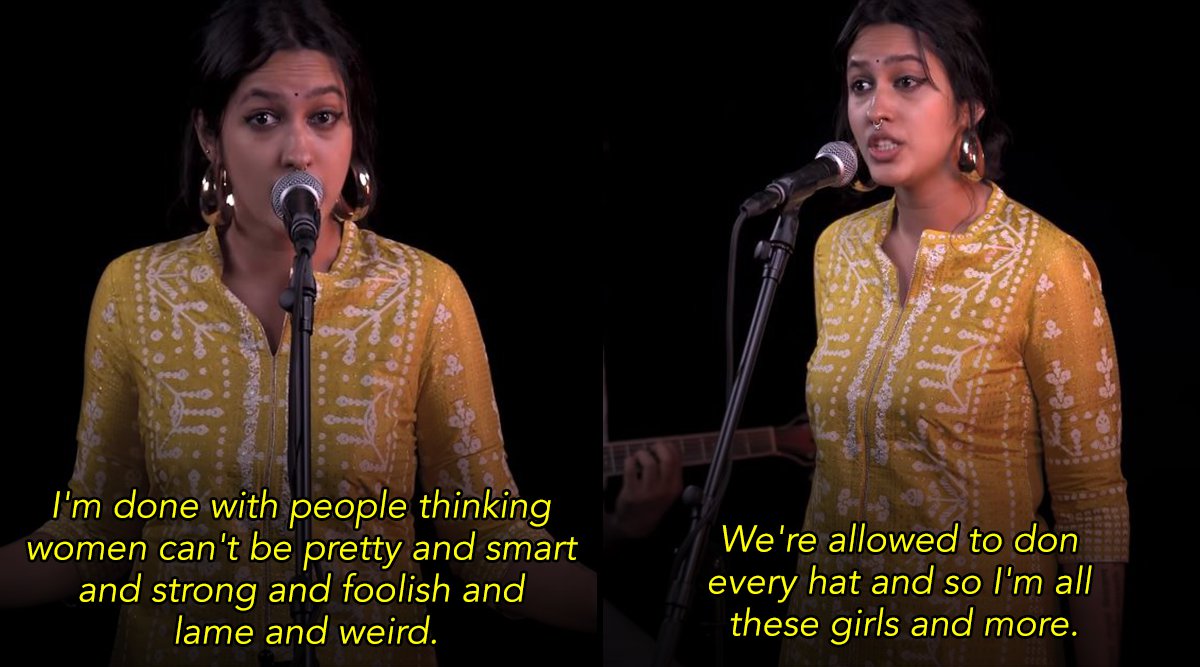 I'm done with people thinking
women can't be pretty and smart
and strong and foolish and
lame and weird.
We're allowed to don
every hat and so I'm all
these girls and more.